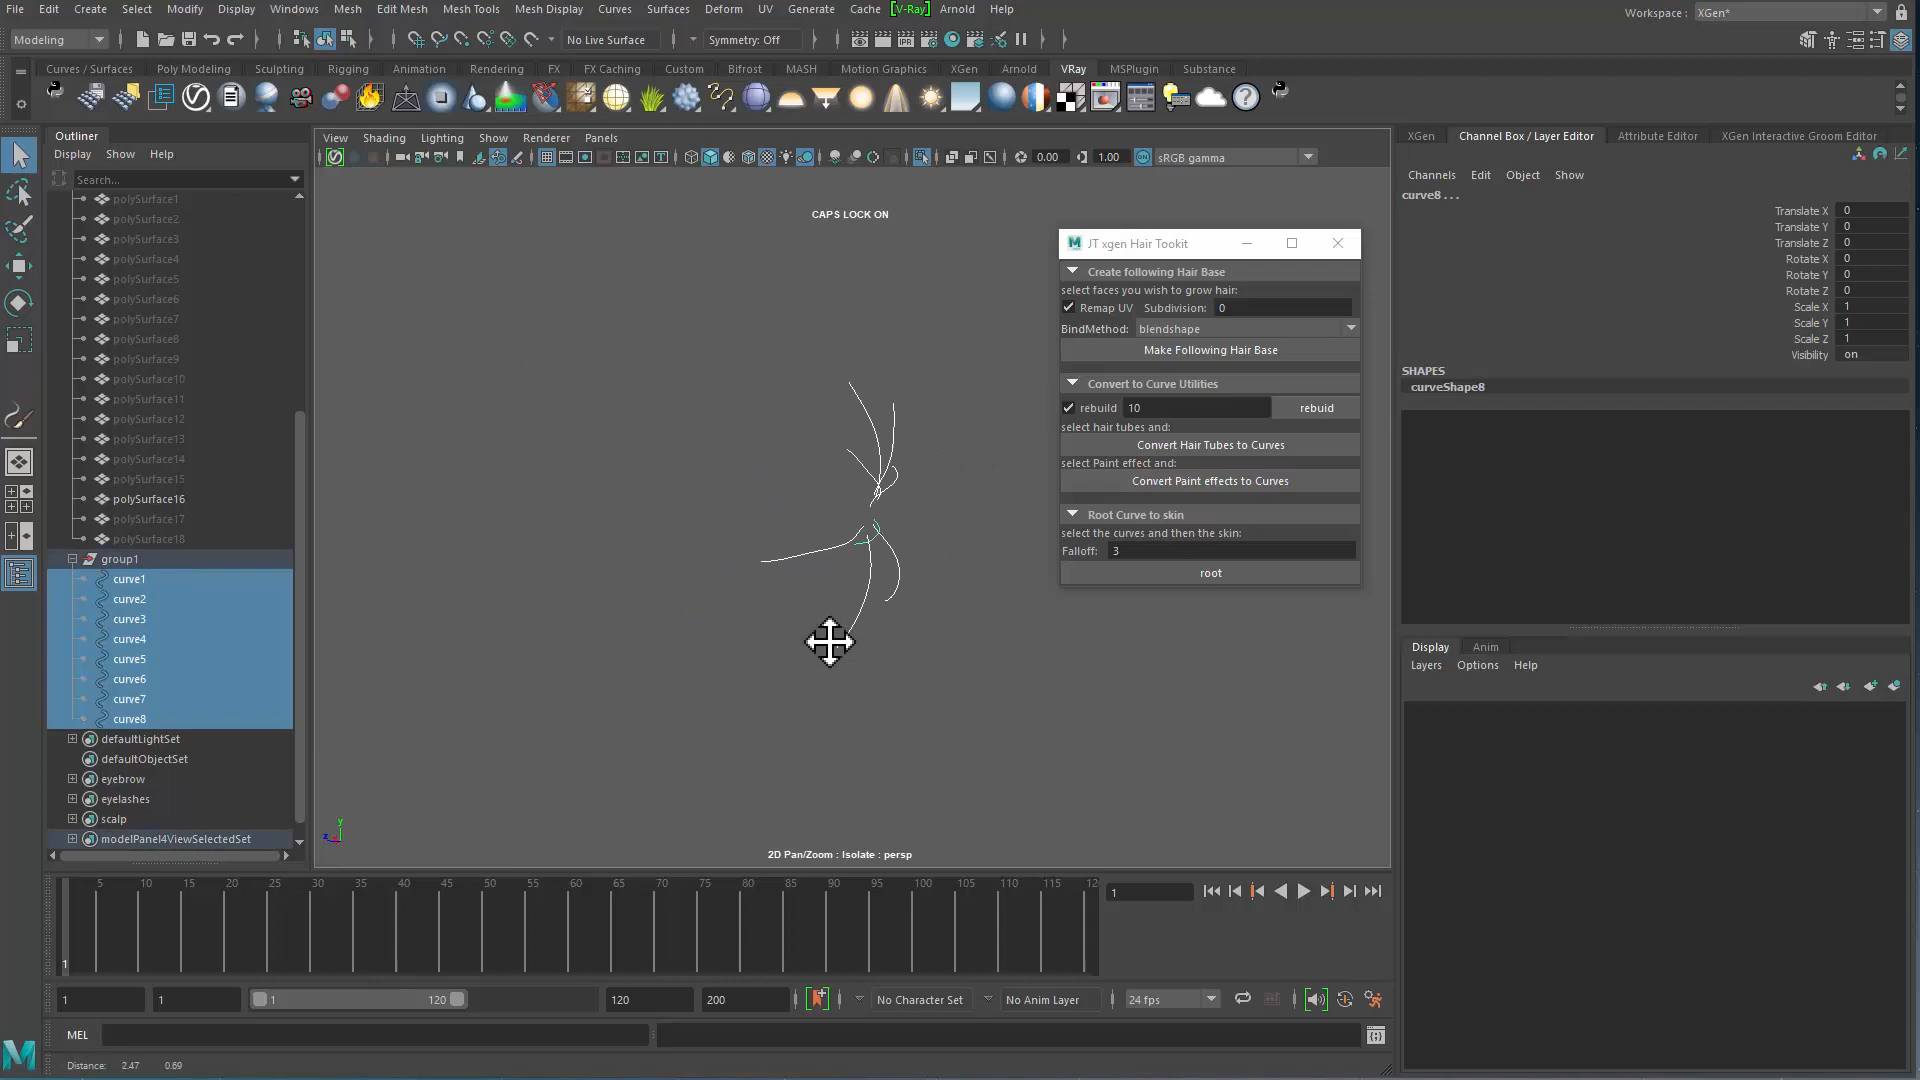 File Edit Create Select Modify Display Windows Mesh Edit Mesh Mesh Tools Mesh Display Curves Surfaces Deform UV Generate Cache [V-Ray] Arnold Help
Workspace : XGen*
Modeling No Live Surface Symmetry: Off
Curves / Surfaces Poly Modeling Sculpting Rigging Animation Rendering FX FX Caching Custom Bifrost MASH Motion Graphics XGen Arnold VRay MSPlugin Substance
Outliner
Display Show Help
Search...
polySurface1
polySurface2
polySurface3
polySurface4
polySurface5
polySurface6
polySurface7
polySurface8
polySurface9
polySurface10
polySurface11
polySurface12
polySurface13
polySurface14
polySurface15
polySurface16
polySurface17
polySurface18
group1
curve1
curve2
curve3
curve4
curve5
curve6
curve7
curve8
defaultLightSet
defaultObjectSet
eyebrow
eyelashes
scalp
modelPanel4ViewSelectedSet
View Shading Lighting Show Renderer Panels
0.00 1.00 sRGB gamma
CAPS LOCK ON
JT xgen Hair Tookit
Create following Hair Base
select faces you wish to grow hair:
Remap UV Subdivision: 0
BindMethod: blendshape
Make Following Hair Base
Convert to Curve Utilities
rebuild 10 rebuid
select hair tubes and:
Convert Hair Tubes to Curves
select Paint effect and:
Convert Paint effects to Curves
Root Curve to skin
select the curves and then the skin:
Falloff: 3
root
y
z
2D Pan/Zoom : Isolate : persp
XGen Channel Box / Layer Editor Attribute Editor XGen Interactive Groom Editor
Channels Edit Object Show
curve8 . . .
Translate X 0
Translate Y 0
Translate Z 0
Rotate X 0
Rotate Y 0
Rotate Z 0
Scale X 1
Scale Y 1
Scale Z 1
Visibility on
SHAPES
curveShape8
Display Anim
Layers Options Help
5 10 15 20 25 30 35 40 45 50 55 60 65 70 75 80 85 90 95 100 105 110 115 12
1
1
1 1 1 120 120 200 No Character Set No Anim Layer 24 fps
MEL
Distance: 2.47 0.69